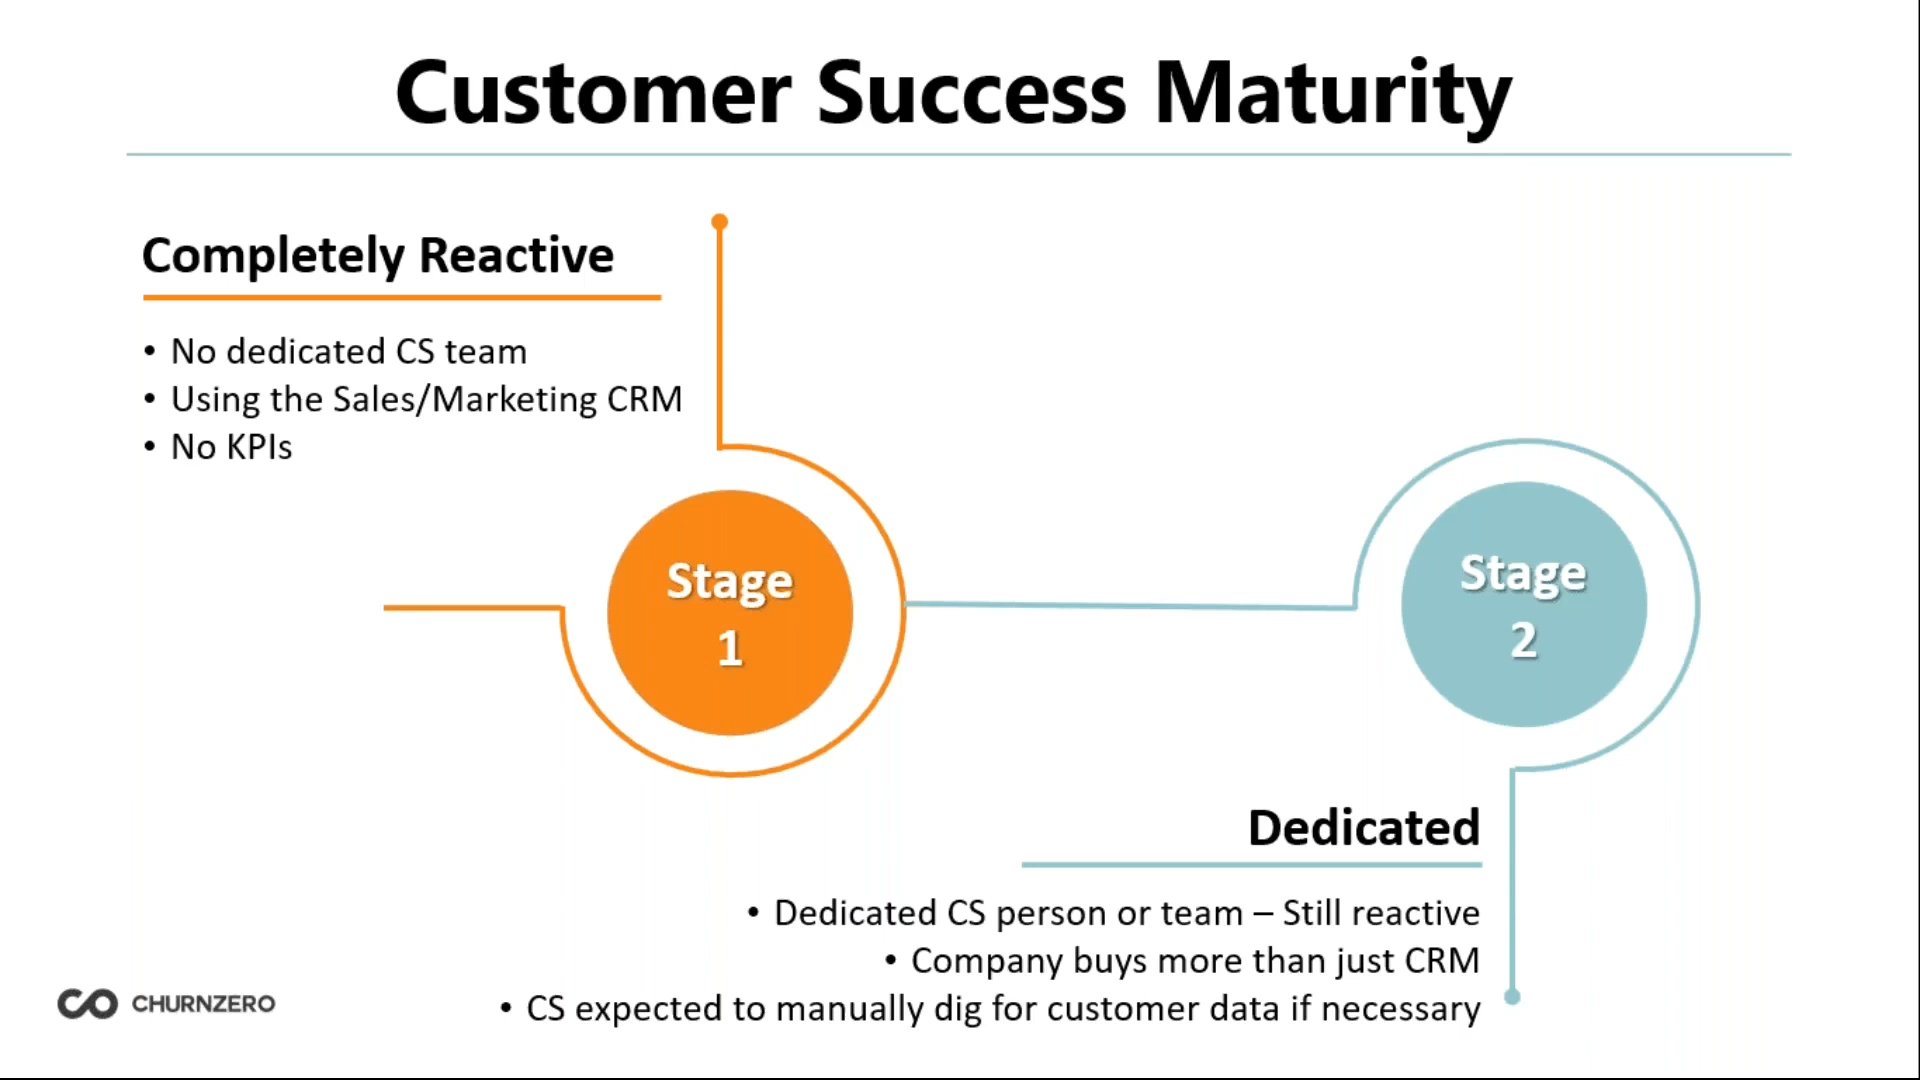 Customer Success Maturity
Completely Reactive
• No dedicated CS team
• Using the Sales/Marketing CRM
• No KPIs
Stage
1
Stage
2
Dedicated
• Dedicated CS person or team – Still reactive
• Company buys more than just CRM
• CS expected to manually dig for customer data if necessary
CHURNZERO